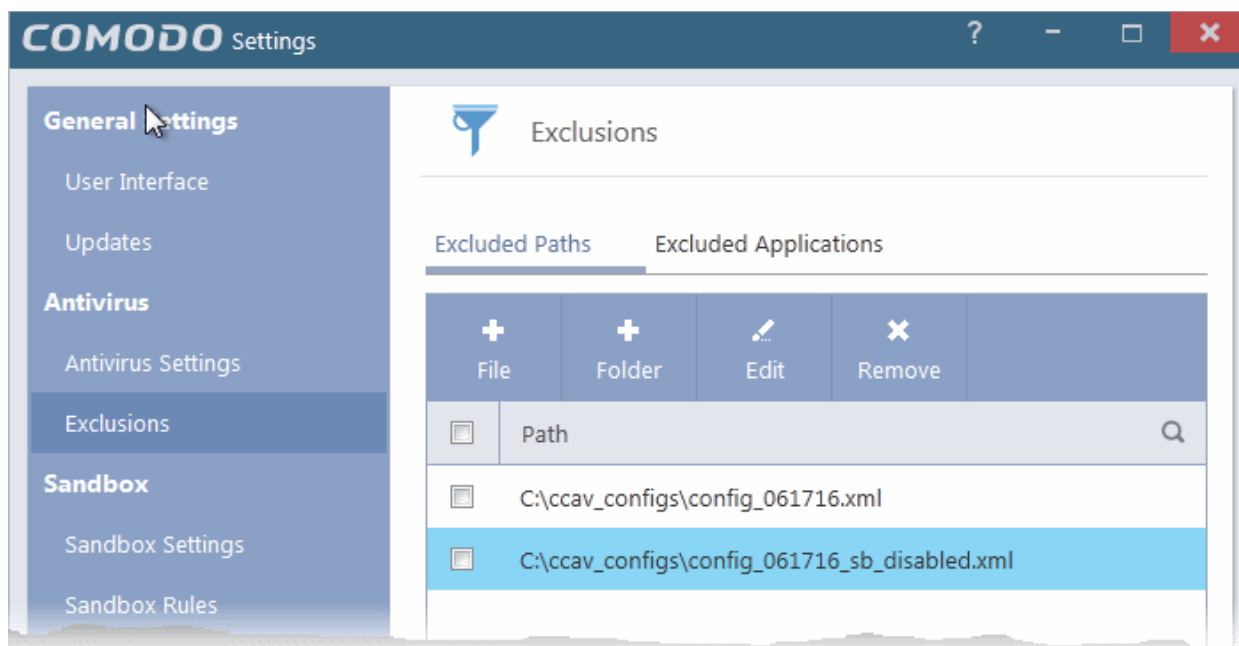 COMODO Settings ?
General Settings
User Interface
Updates
Antivirus
Antivirus Settings
Exclusions
Sandbox
Sandbox Settings
Sandbox Rules
Exclusions
Excluded Paths Excluded Applications
File Folder Edit Remove
Path
C:\ccav_configs\config_061716.xml
C:\ccav_configs\config_061716_sb_disabled.xml